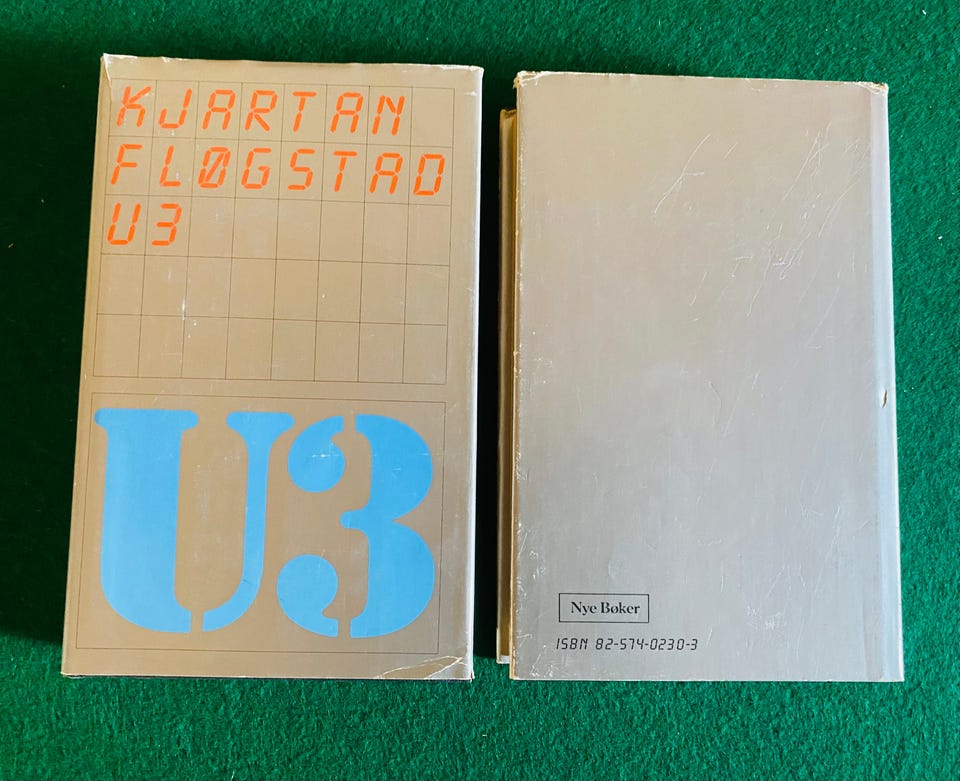 KJARTAN
FLØGSTAD
U3
U3
Nye Bøker
ISBN 82-574-0230-3